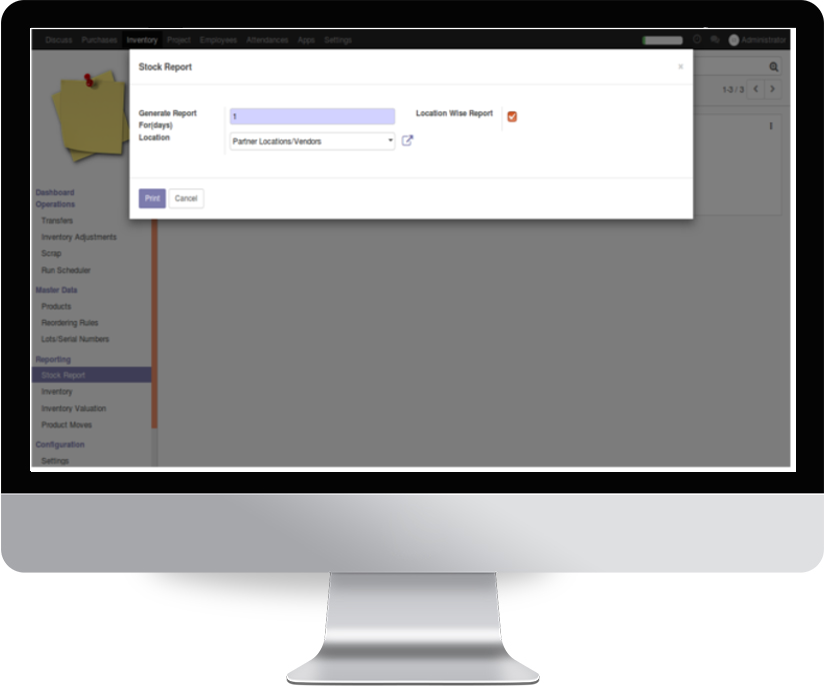 Discuss Purchases Inventory Project Employees Attendances Apps Settings Administrator
Stock Report ×
1-3 / 3
Generate Report For(days)
1
Location Wise Report
Location
Partner Locations/Vendors
Print Cancel
Dashboard
Operations
Transfers
Inventory Adjustments
Scrap
Run Scheduler
Master Data
Products
Reordering Rules
Lots/Serial Numbers
Reporting
Stock Report
Inventory
Inventory Valuation
Product Moves
Configuration
Settings